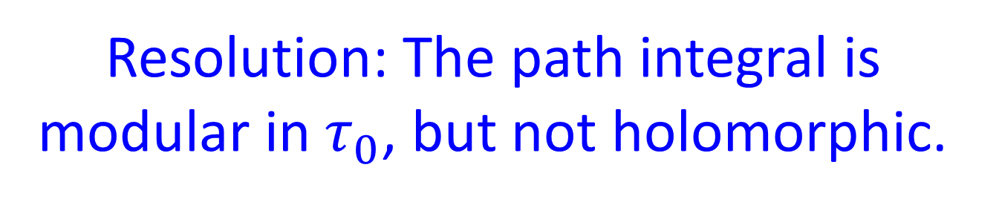 Resolution: The path integral is
modular in τ₀, but not holomorphic.